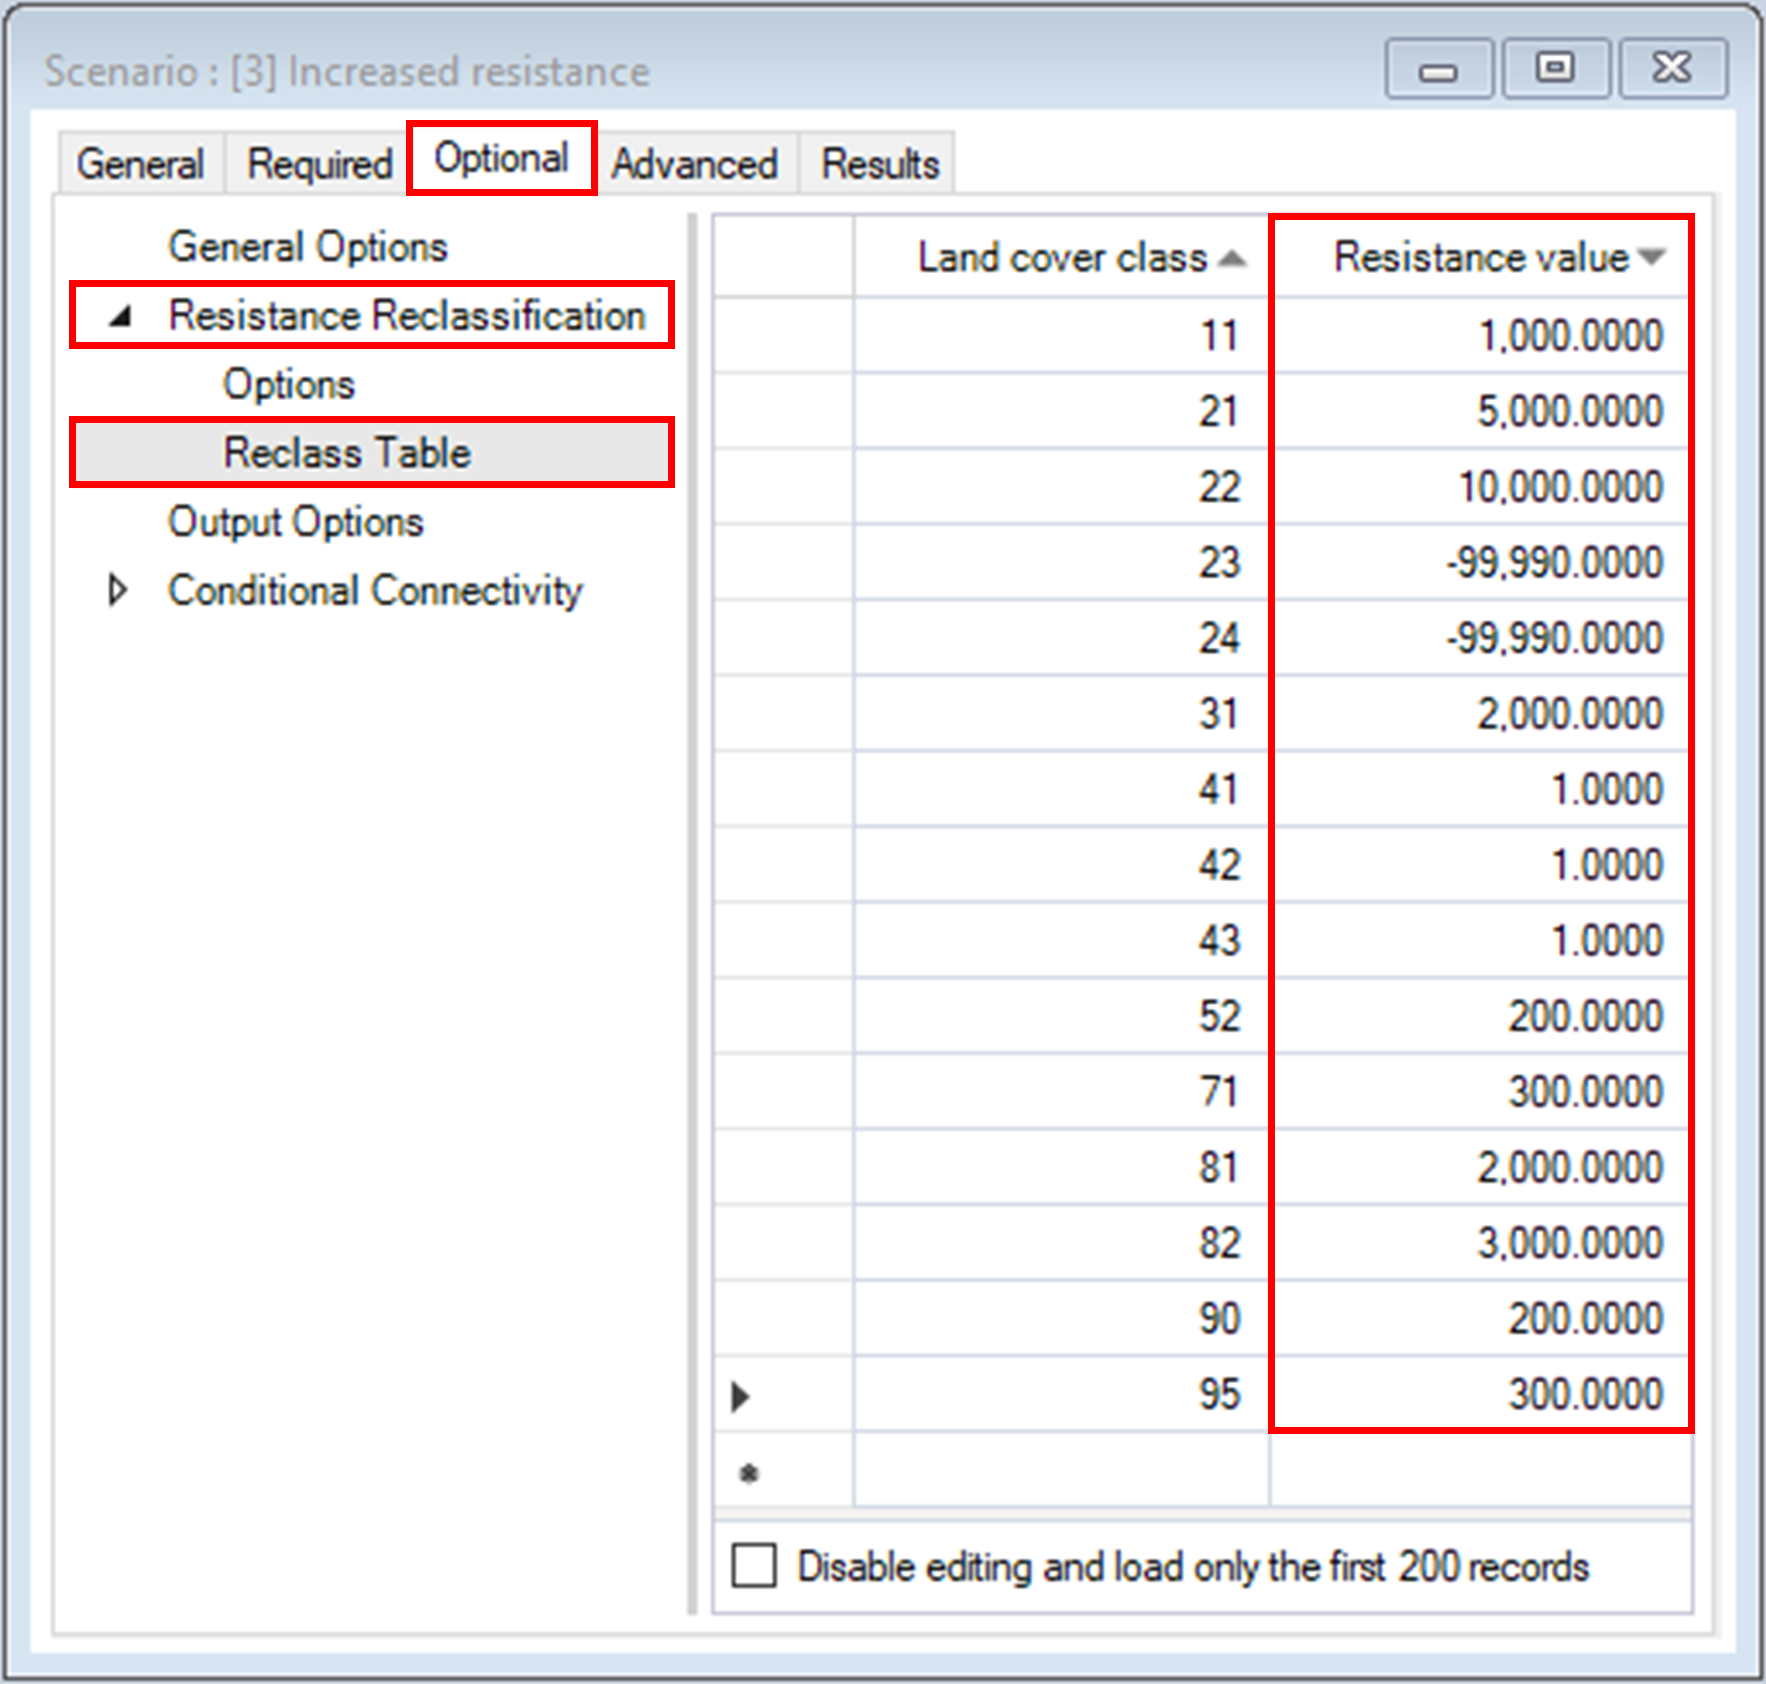 Scenario : [3] Increased resistance
General Required Optional Advanced Results
General Options
Resistance Reclassification
Options
Reclass Table
Output Options
Conditional Connectivity
Land cover class Resistance value
11 1,000.0000
21 5,000.0000
22 10,000.0000
23 -99,990.0000
24 -99,990.0000
31 2,000.0000
41 1.0000
42 1.0000
43 1.0000
52 200.0000
71 300.0000
81 2,000.0000
82 3,000.0000
90 200.0000
95 300.0000
Disable editing and load only the first 200 records